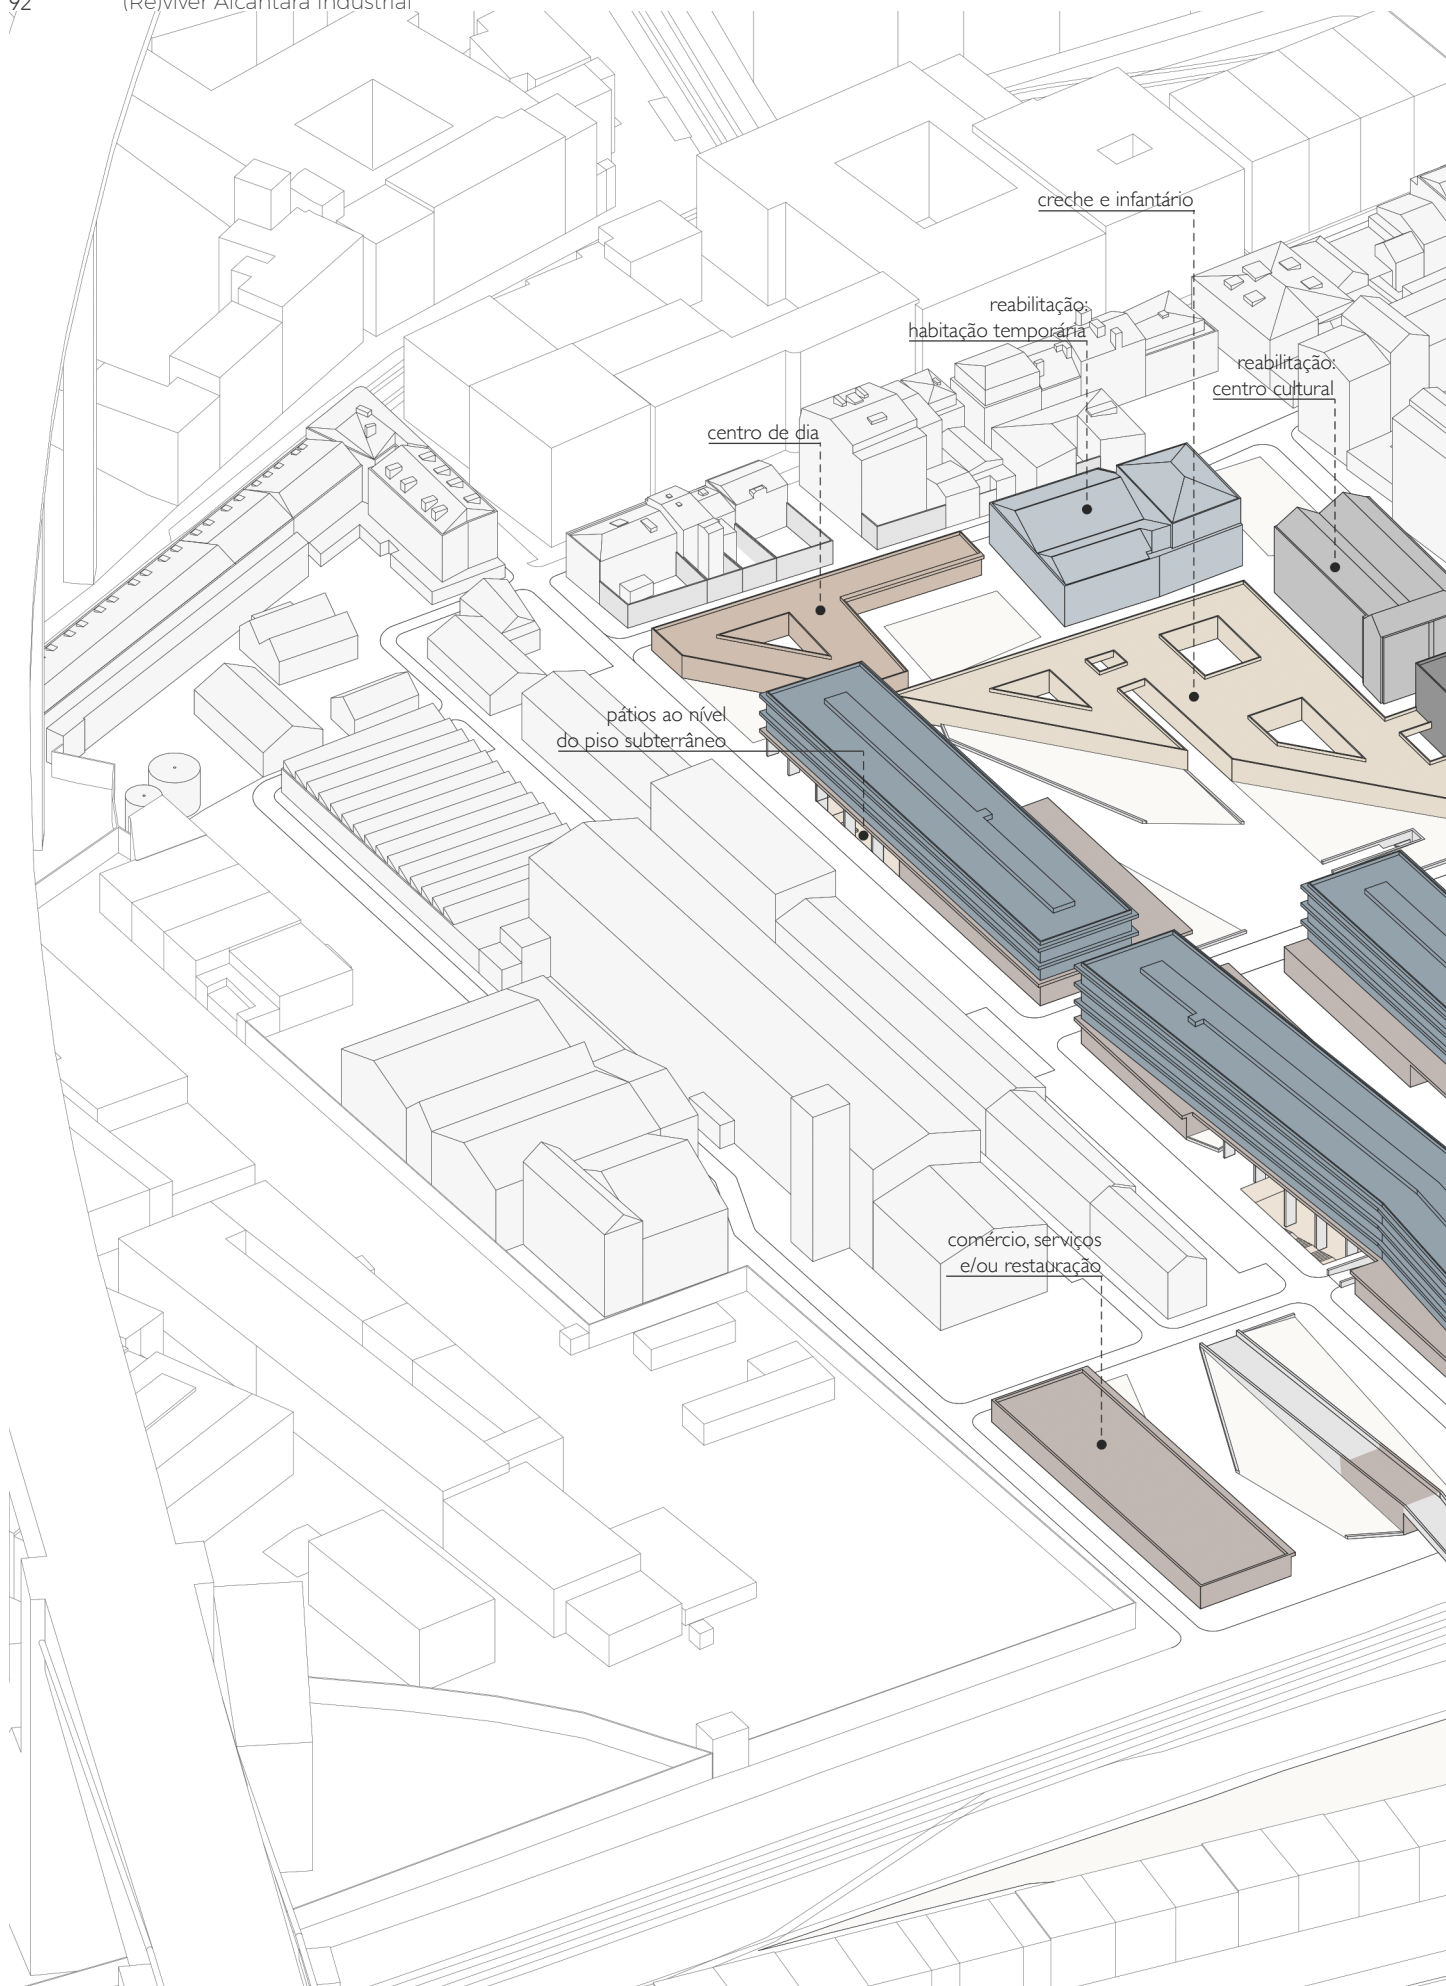 92 (Re)viver Alcântara Industrial
creche e infantário
reabilitação:
habitação temporária
reabilitação:
centro cultural
centro de dia
pátios ao nível
do piso subterrâneo
comércio, serviços
e/ou restauração